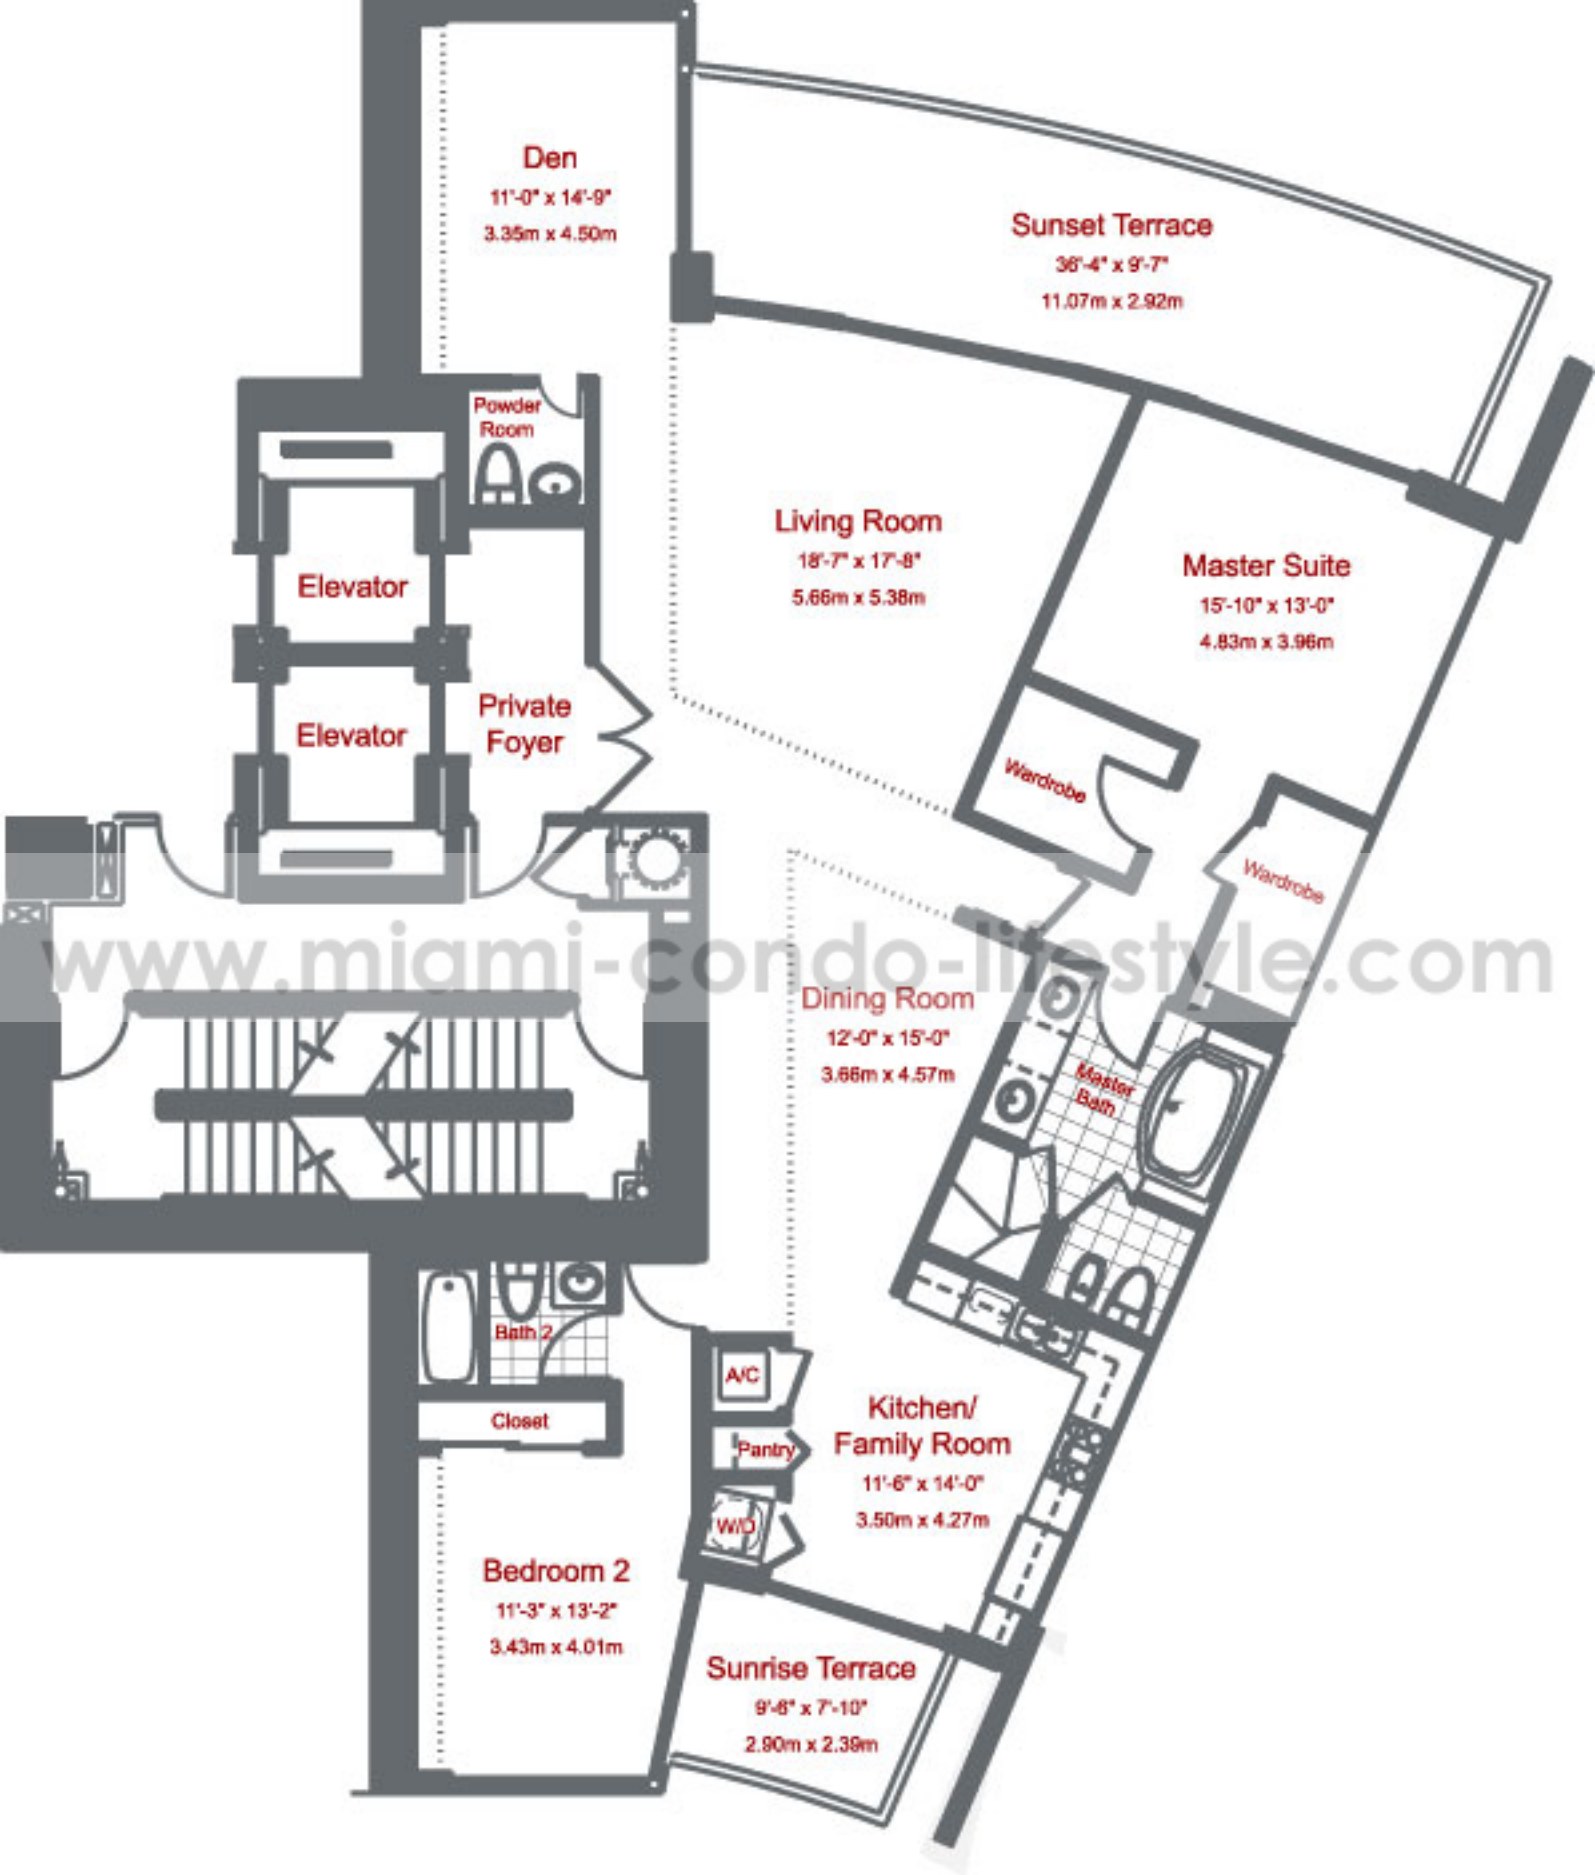 Den
11'-0" x 14'-9"
3.35m x 4.50m
Sunset Terrace
36'-4" x 9'-7"
11.07m x 2.92m
Powder
Room
Living Room
18'-7" x 17'-8"
5.66m x 5.38m
Master Suite
15'-10" x 13'-0"
4.83m x 3.96m
Elevator
Elevator
Private
Foyer
Wardrobe
Wardrobe
www.miami-condo-lifestyle.com
Dining Room
12'-0" x 15'-0"
3.66m x 4.57m
Master
Bath
Bath 2
Closet
A/C
Pantry
W/D
Kitchen/
Family Room
11'-6" x 14'-0"
3.50m x 4.27m
Bedroom 2
11'-3" x 13'-2"
3.43m x 4.01m
Sunrise Terrace
9'-6" x 7'-10"
2.90m x 2.39m